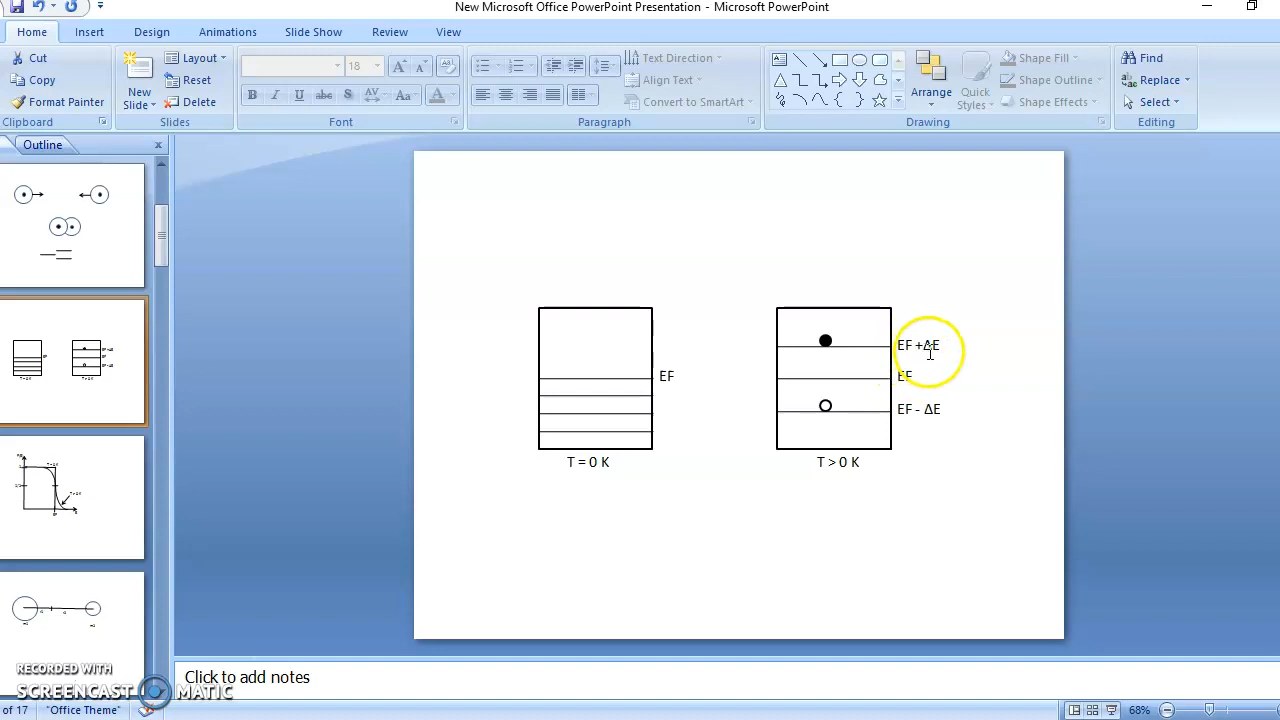 New Microsoft Office PowerPoint Presentation - Microsoft PowerPoint
Home Insert Design Animations Slide Show Review View
Cut
Copy
Format Painter
Clipboard
New
Slide
Layout
Reset
Delete
Slides
18
B I U abc S AV Aa A
Font
Paragraph
Text Direction
Align Text
Convert to SmartArt
Arrange
Quick
Styles
Shape Fill
Shape Outline
Shape Effects
Drawing
Find
Replace
Select
Editing
Outline
EF
T = 0 K
EF +ΔE
EF
EF - ΔE
T > 0 K
Click to add notes
RECORDED WITH
SCREENCAST MATIC
of 17 "Office Theme" 68%